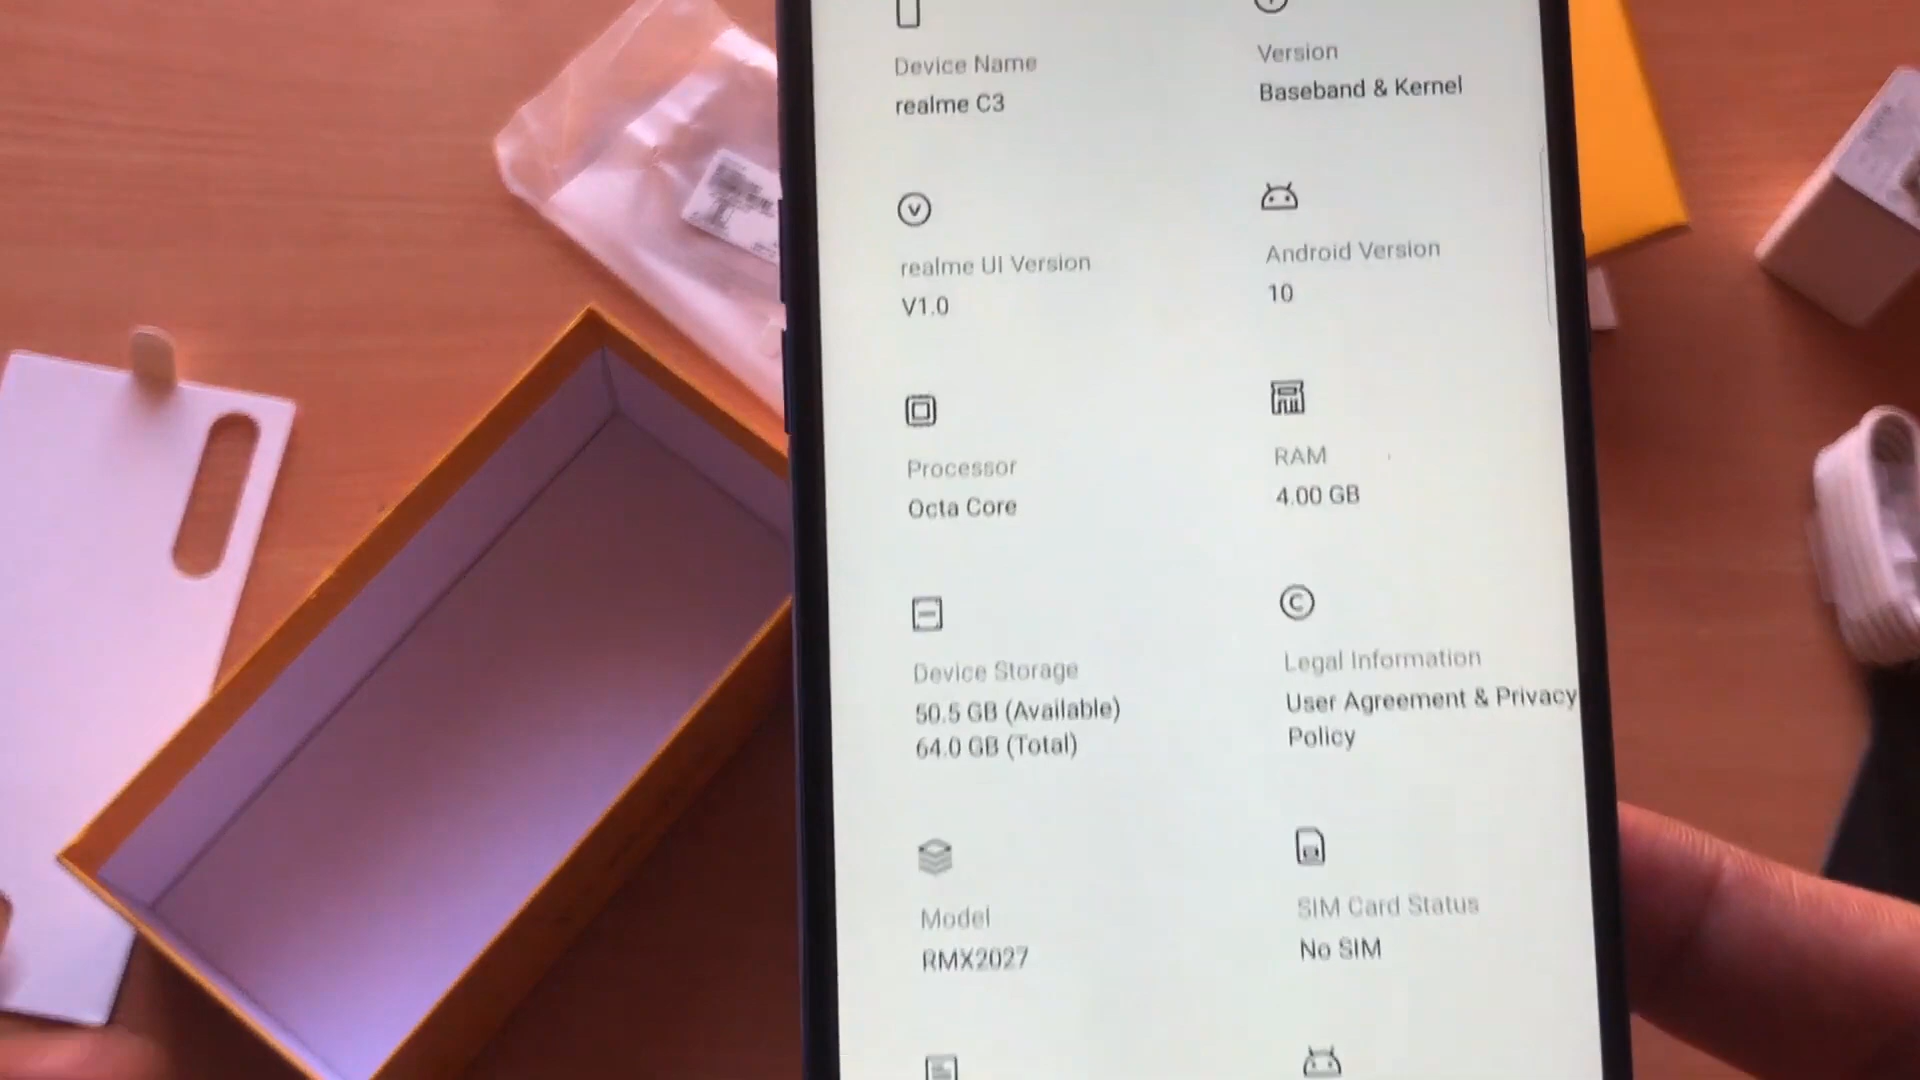 Device Name
realme C3
Version
Baseband & Kernel
realme UI Version
V1.0
Android Version
10
Processor
Octa Core
RAM
4.00 GB
Device Storage
50.5 GB (Available)
64.0 GB (Total)
Legal Information
User Agreement & Privacy
Policy
Model
RMX2027
SIM Card Status
No SIM